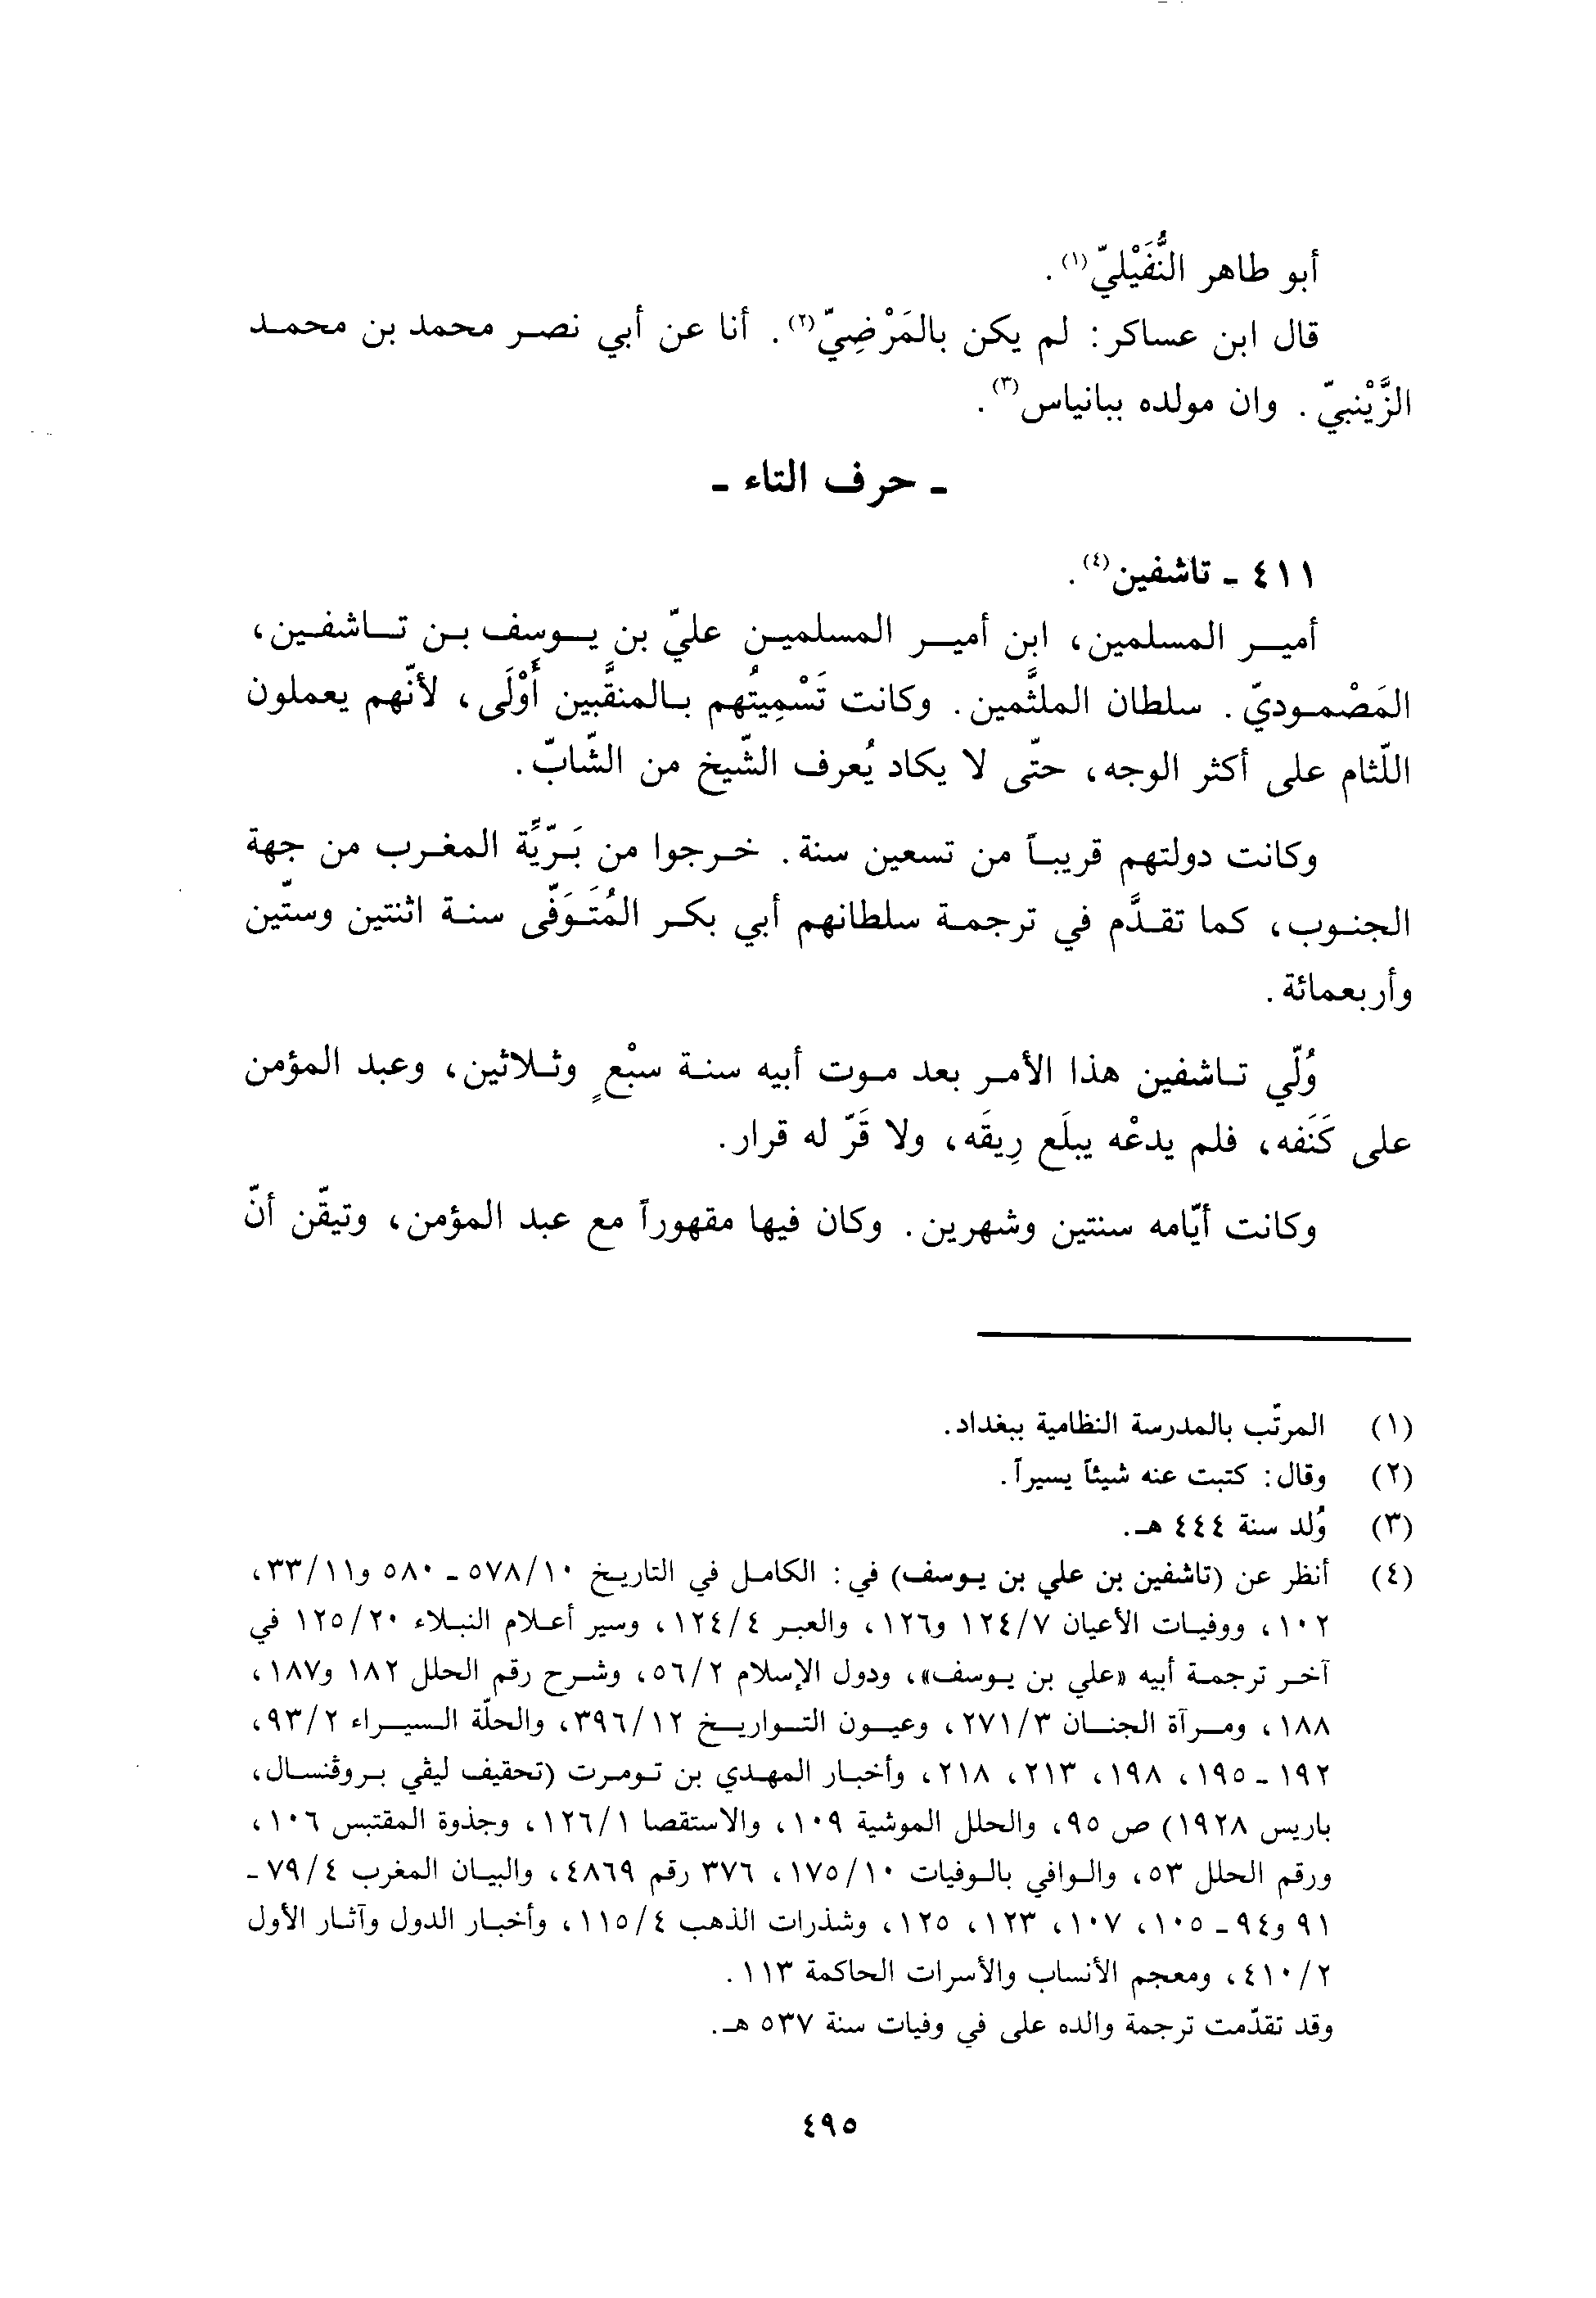 أبو طاهر النُّفَيْليّ(١).
قال ابن عساكر: لم يكن بالمَرْضِيّ(٢). أنا عن أبي نصر محمد بن محمد
الزَّيْنبيّ. وان مولده ببانياس(٣).
ـ حرف التاء ـ
٤١١ ـ تاشفين(٤).
أمير المسلمين، ابن أمير المسلمين عليّ بن يوسف بن تاشفين،
المَصْموديّ. سلطان الملثَّمين. وكانت تَسْمِيتُهم بالمنقَّبين أَوْلَى، لأنّهم يعملون
اللّثام على أكثر الوجه، حتّى لا يكاد يُعرف الشّيخ من الشّابّ.
وكانت دولتهم قريباً من تسعين سنة. خرجوا من بَرّيَّة المغرب من جهة
الجنوب، كما تقدَّم في ترجمة سلطانهم أبي بكر المُتَوَفَّى سنة اثنتين وستّين
وأربعمائة.
وُلّي تاشفين هذا الأمر بعد موت أبيه سنة سبْعٍ وثلاثين، وعبد المؤمن
على كَنَفه، فلم يدعْه يبلَع رِيقَه، ولا قَرّ له قرار.
وكانت أيّامه سنتين وشهرين. وكان فيها مقهوراً مع عبد المؤمن، وتيقّن أنّ
(١) المرتّب بالمدرسة النظامية ببغداد.
(٢) وقال: كتبت عنه شيئاً يسيراً.
(٣) وُلد سنة ٤٤٤ هـ.
(٤) أنظر عن (تاشفين بن علي بن يوسف) في: الكامل في التاريخ ٥٧٨/١٠ ـ ٥٨٠ و٣٣/١١،
١٠٢، ووفيات الأعيان ١٢٤/٧ و١٢٦، والعبر ١٢٤/٤، وسير أعلام النبلاء ١٢٥/٢٠ في
آخر ترجمة أبيه «علي بن يوسف»، ودول الإسلام ٥٦/٢، وشرح رقم الحلل ١٨٢ و١٨٧،
١٨٨، ومرآة الجنان ٢٧١/٣، وعيون التواريخ ٣٩٦/١٢، والحلّة السيراء ٩٣/٢،
١٩٢ ـ ١٩٥، ١٩٨، ٢١٣، ٢١٨، وأخبار المهدي بن تومرت (تحقيف ليڤي بروڤنسال،
باريس ١٩٢٨) ص ٩٥، والحلل الموشية ١٠٩، والاستقصا ١٢٦/١، وجذوة المقتبس ١٠٦،
ورقم الحلل ٥٣، والوافي بالوفيات ١٧٥/١٠، ٣٧٦ رقم ٤٨٦٩، والبيان المغرب ٧٩/٤ ـ
٩١ و٩٤ ـ ١٠٥، ١٠٧، ١٢٣، ١٢٥، وشذرات الذهب ١١٥/٤، وأخبار الدول وآثار الأول
٤١٠/٢، ومعجم الأنساب والأسرات الحاكمة ١١٣.
وقد تقدّمت ترجمة والده على في وفيات سنة ٥٣٧ هـ.
٤٩٥